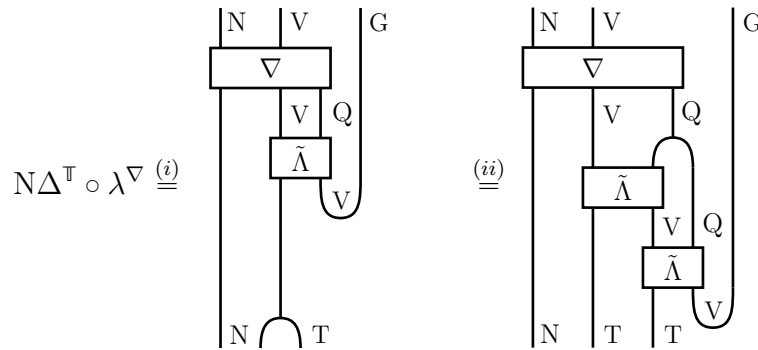 N V G N V G
∇ ∇
V Q V Q
Λ̃
NΔ^𝕋 ∘ λ^∇ (i)= (ii)= Λ̃
V V Q
Λ̃
V
N T N T T